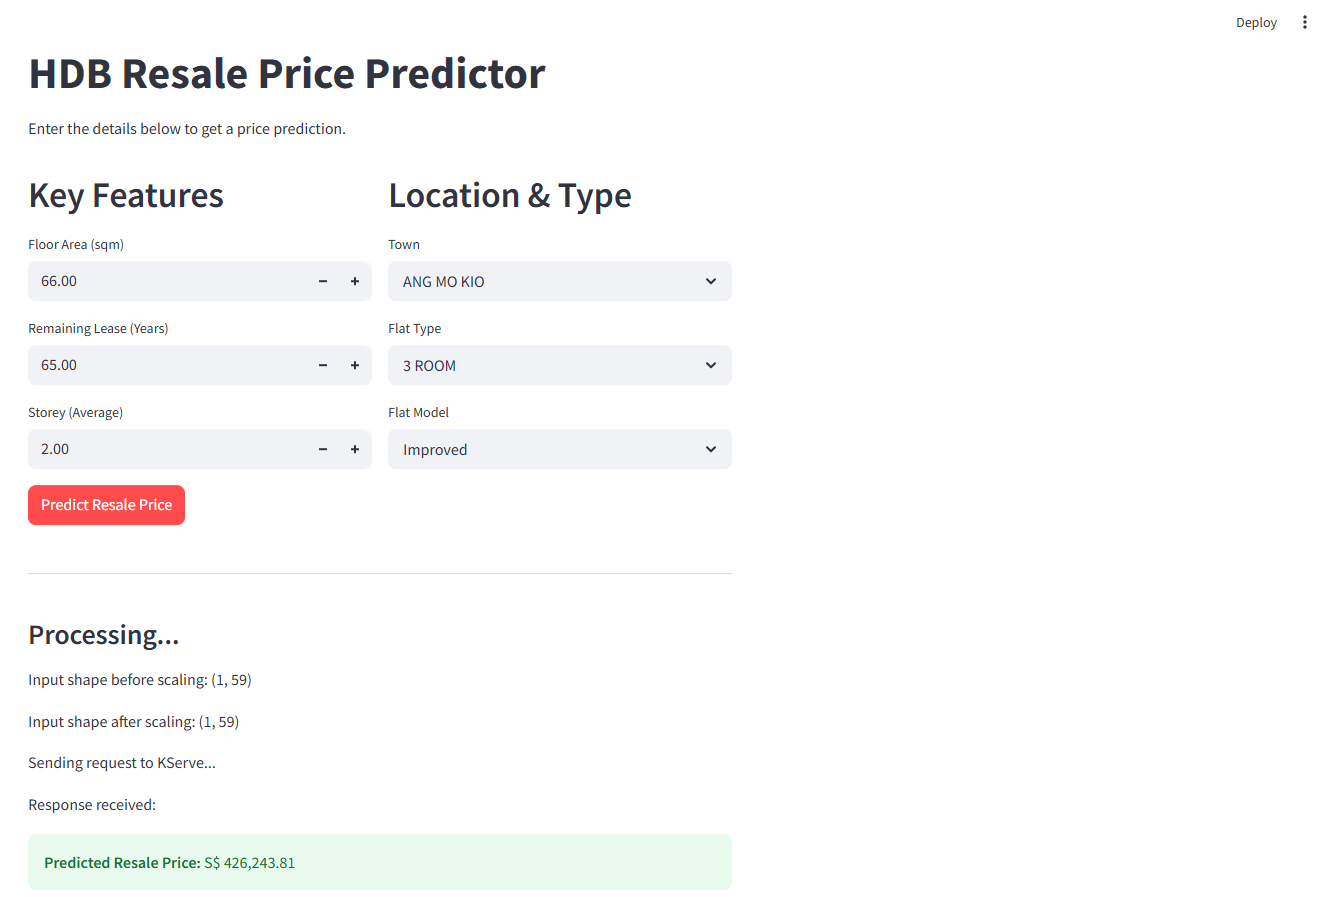 Deploy
HDB Resale Price Predictor
Enter the details below to get a price prediction.
Key Features
Floor Area (sqm)
66.00
Remaining Lease (Years)
65.00
Storey (Average)
2.00
Location & Type
Town
ANG MO KIO
Flat Type
3 ROOM
Flat Model
Improved
Predict Resale Price
Processing...
Input shape before scaling: (1, 59)
Input shape after scaling: (1, 59)
Sending request to KServe...
Response received:
Predicted Resale Price: S$ 426,243.81